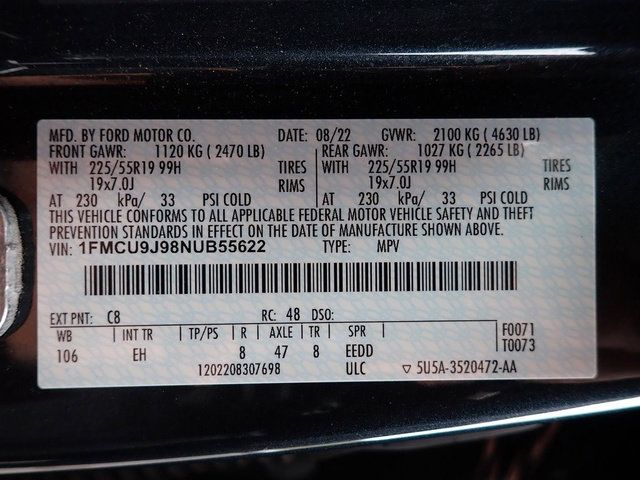 MFD. BY FORD MOTOR CO. DATE: 08/22 GVWR: 2100 KG ( 4630 LB)
FRONT GAWR: 1120 KG ( 2470 LB) REAR GAWR: 1027 KG ( 2265 LB)
WITH 225/55R19 99H TIRES WITH 225/55R19 99H TIRES
19x7.0J RIMS 19x7.0J RIMS
AT 230 kPa/ 33 PSI COLD AT 230 kPa/ 33 PSI COLD
THIS VEHICLE CONFORMS TO ALL APPLICABLE FEDERAL MOTOR VEHICLE SAFETY AND THEFT
PREVENTION STANDARDS IN EFFECT ON THE DATE OF MANUFACTURE SHOWN ABOVE.
VIN: 1FMCU9J98NUB55622 TYPE: MPV
EXT PNT: C8 RC: 48 DSO:
WB INT TR TP/PS R AXLE TR SPR F0071
106 EH 8 47 8 EEDD T0073
1202208307698 ULC ▽ 5U5A-3520472-AA